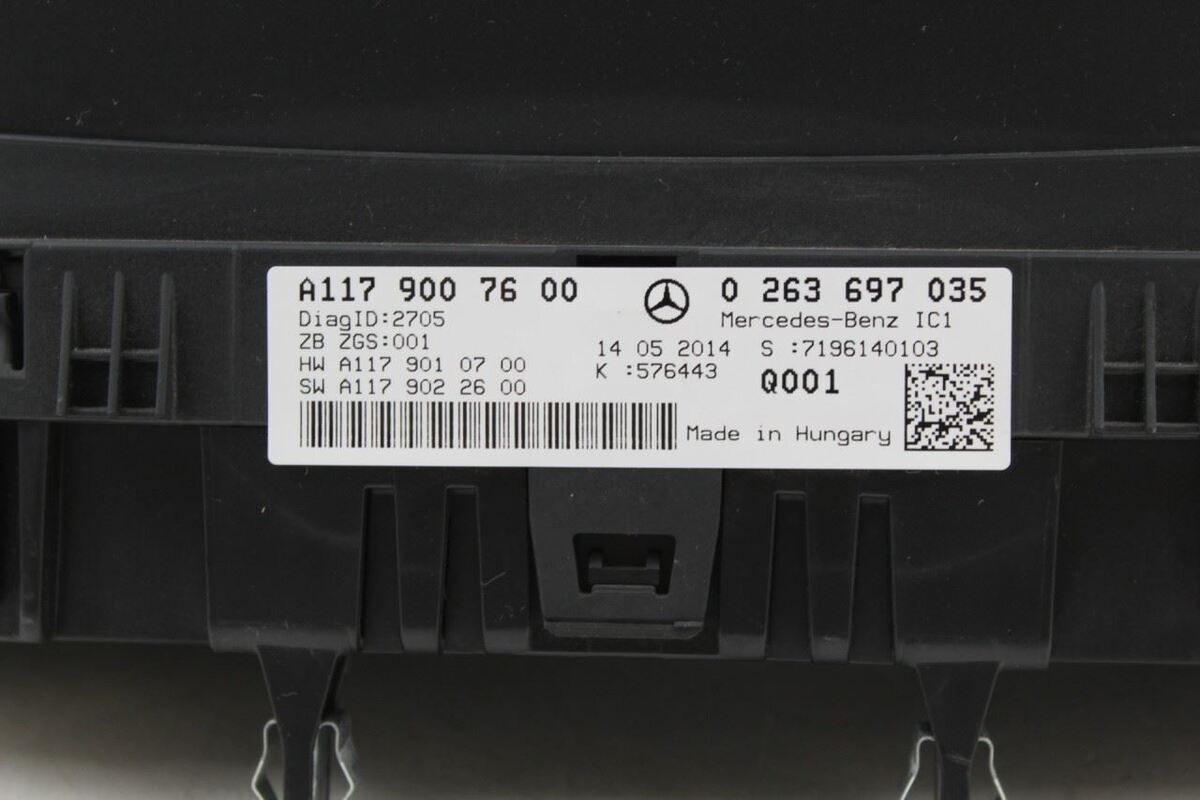 A117 900 76 00
0 263 697 035
DiagID:2705
Mercedes-Benz IC1
ZB ZGS:001
14 05 2014 S :7196140103
HW A117 901 07 00
K :576443
Q001
SW A117 902 26 00
Made in Hungary